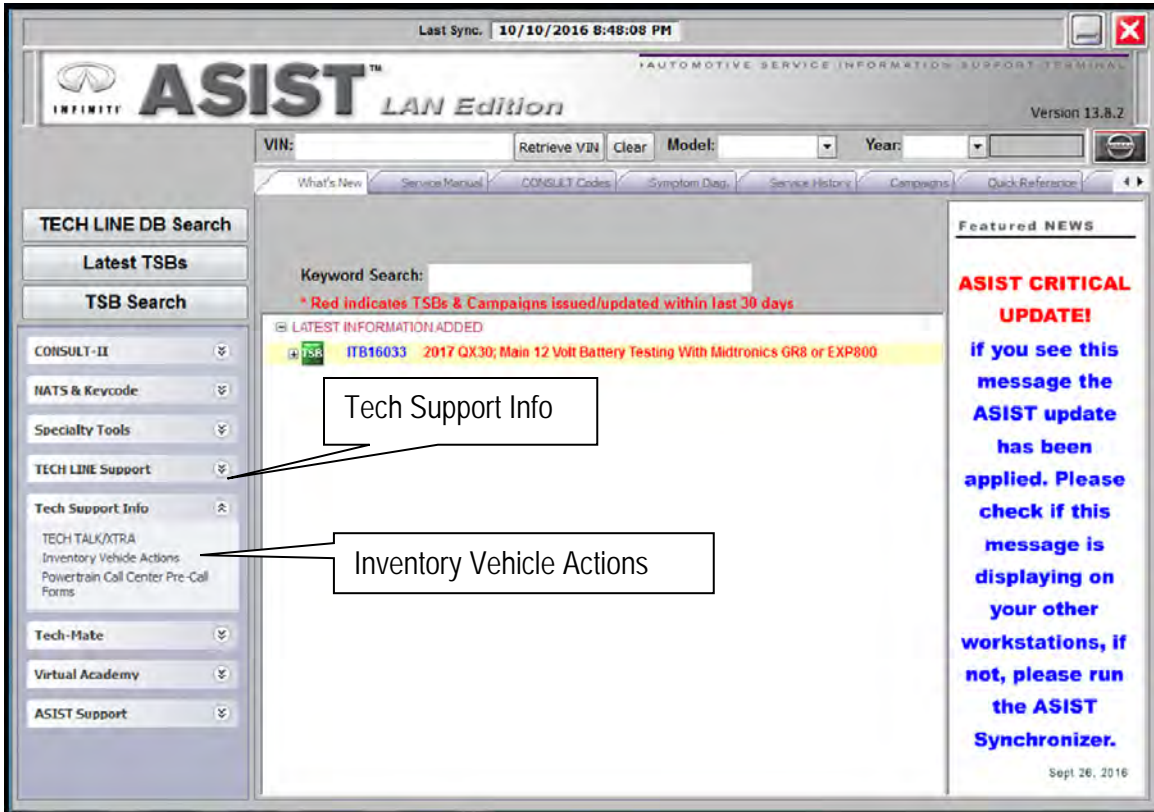 Last Sync. 10/10/2016 8:48:08 PM
INFINITI ASIST™ LAN Edition
AUTOMOTIVE SERVICE INFORMATION SUPPORT TERMINAL
Version 13.8.2
VIN: Retrieve VIN Clear Model: Year:
What's New Service Manual CONSULT Codes Symptom Diag. Service History Campaigns Quick Reference
TECH LINE DB Search
Latest TSBs
TSB Search
CONSULT-II
NATS & Keycode
Specialty Tools
TECH LINE Support
Tech Support Info
TECH TALK/XTRA
Inventory Vehicle Actions
Powertrain Call Center Pre-Call
Forms
Tech-Mate
Virtual Academy
ASIST Support
Keyword Search:
* Red indicates TSBs & Campaigns issued/updated within last 30 days
LATEST INFORMATION ADDED
TSB ITB16033 2017 QX30; Main 12 Volt Battery Testing With Midtronics GR8 or EXP800
Tech Support Info
Inventory Vehicle Actions
Featured NEWS
ASIST CRITICAL
UPDATE!
if you see this
message the
ASIST update
has been
applied. Please
check if this
message is
displaying on
your other
workstations, if
not, please run
the ASIST
Synchronizer.
Sept 26, 2016